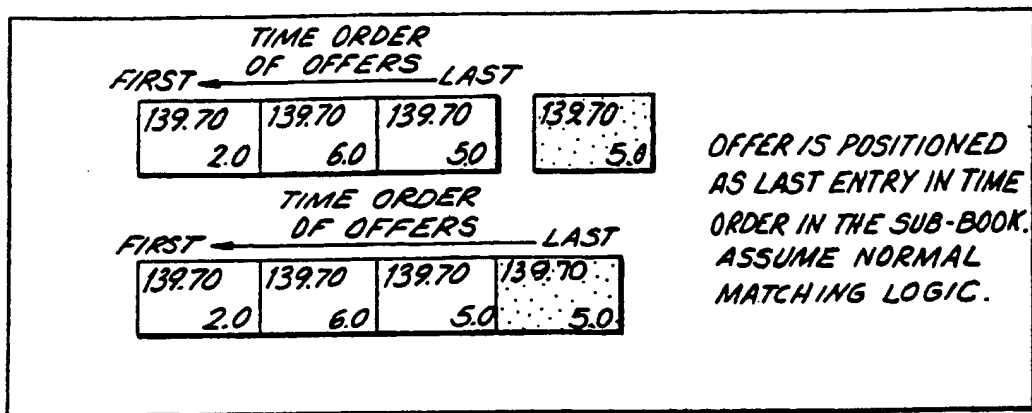 TIME ORDER
OF OFFERS
FIRST LAST
139.70 139.70 139.70 139.70
2.0 6.0 5.0 5.0
TIME ORDER
OF OFFERS
FIRST LAST
139.70 139.70 139.70 139.70
2.0 6.0 5.0 5.0
OFFER IS POSITIONED
AS LAST ENTRY IN TIME
ORDER IN THE SUB-BOOK.
ASSUME NORMAL
MATCHING LOGIC.